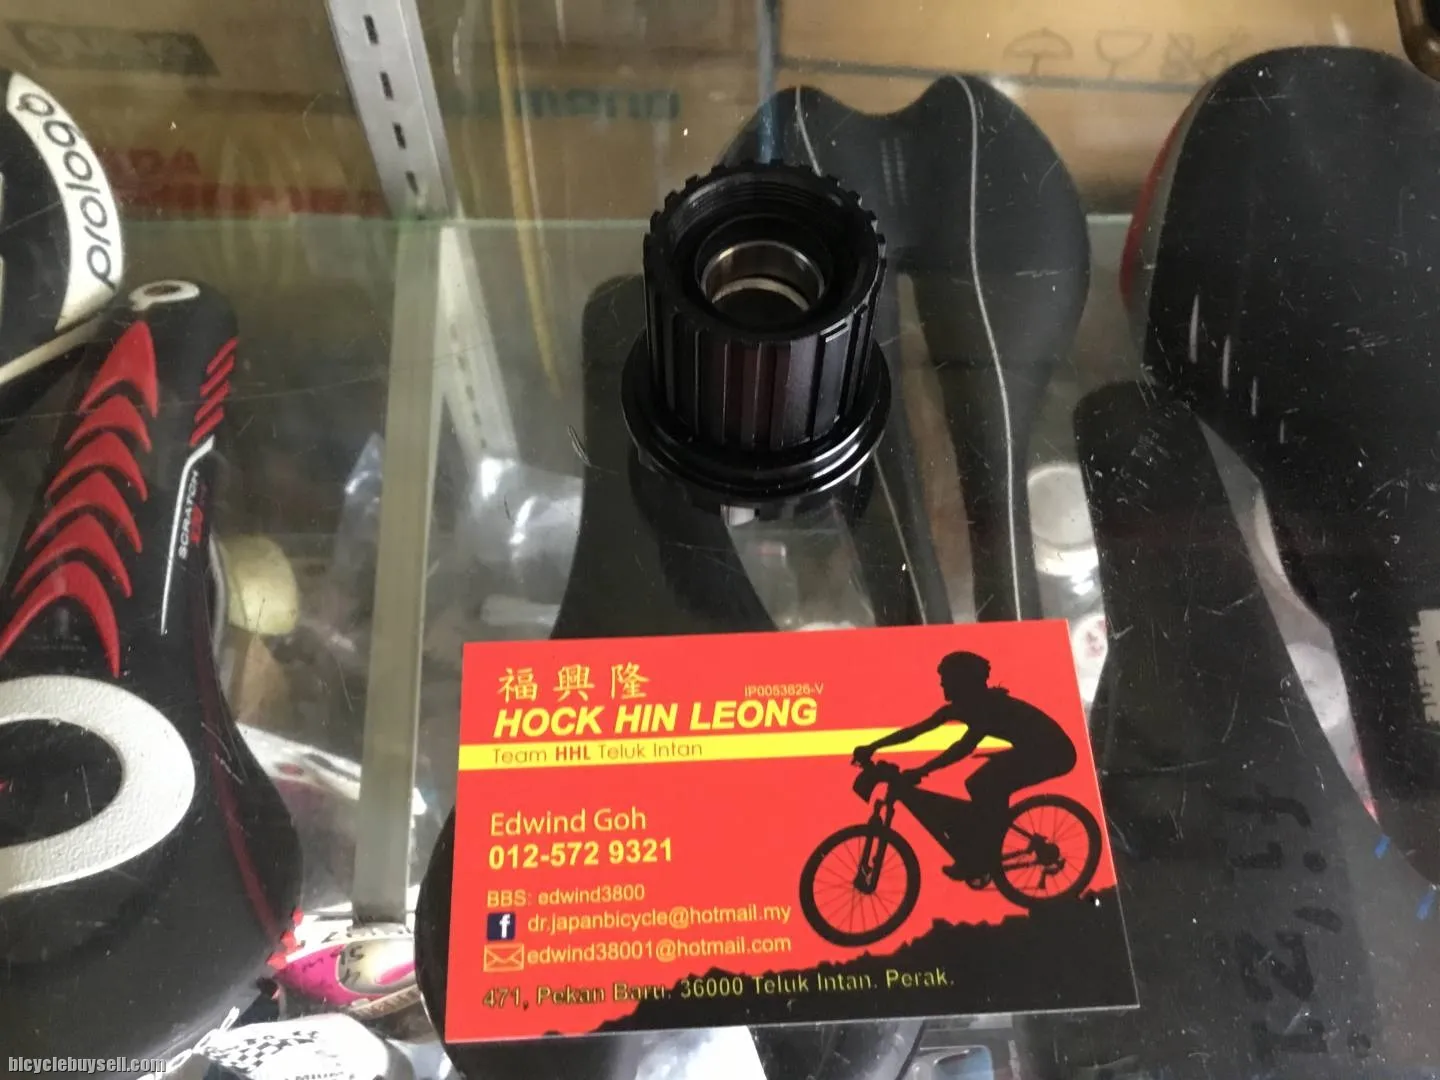 prologo
SCRATCH
福興隆
IP0053826-V
HOCK HIN LEONG
Team HHL Teluk Intan
Edwind Goh
012-572 9321
BBS: edwind3800
f dr.japanbicycle@hotmail.my
edwind38001@hotmail.com
471, Pekan Baru. 36000 Teluk Intan. Perak.
bicyclebuysell.com